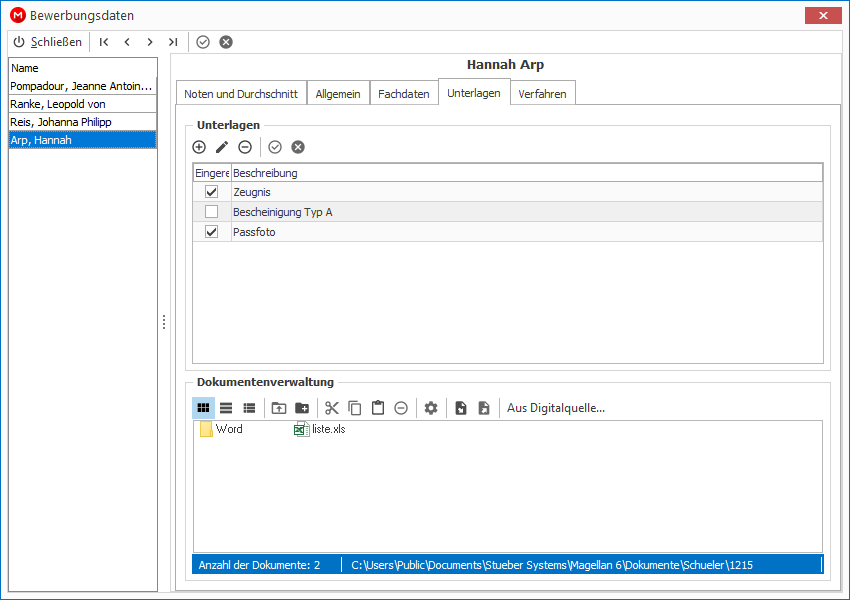 M Bewerbungsdaten
Schließen
Name
Pompadour, Jeanne Antoin...
Ranke, Leopold von
Reis, Johanna Philipp
Arp, Hannah
Hannah Arp
Noten und Durchschnitt Allgemein Fachdaten Unterlagen Verfahren
Unterlagen
Eingere Beschreibung
Zeugnis
Bescheinigung Typ A
Passfoto
Dokumentenverwaltung
Aus Digitalquelle...
Word liste.xls
Anzahl der Dokumente: 2 C:\Users\Public\Documents\Stueber Systems\Magellan 6\Dokumente\Schueler\1215